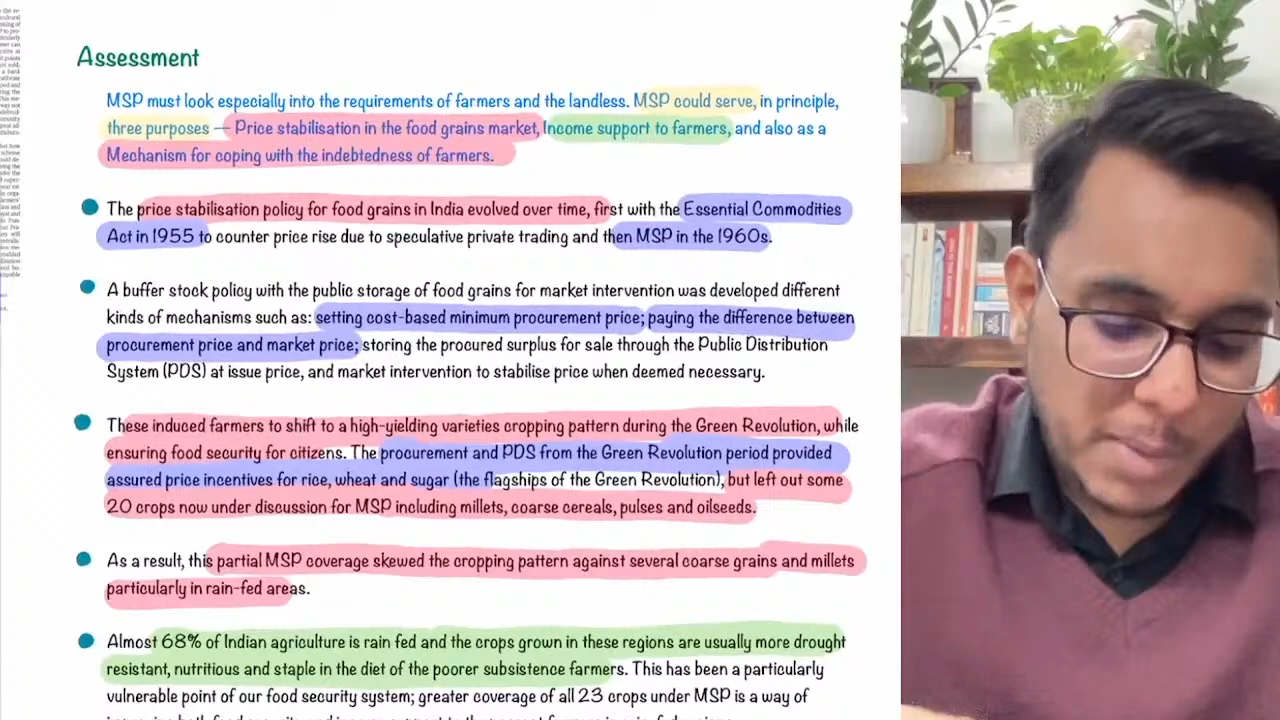 Assessment
MSP must look especially into the requirements of farmers and the landless. MSP could serve, in principle,
three purposes — Price stabilisation in the food grains market, Income support to farmers, and also as a
Mechanism for coping with the indebtedness of farmers.
The price stabilisation policy for food grains in India evolved over time, first with the Essential Commodities
Act in 1955 to counter price rise due to speculative private trading and then MSP in the 1960s.
A buffer stock policy with the public storage of food grains for market intervention was developed different
kinds of mechanisms such as: setting cost-based minimum procurement price; paying the difference between
procurement price and market price; storing the procured surplus for sale through the Public Distribution
System (PDS) at issue price, and market intervention to stabilise price when deemed necessary.
These induced farmers to shift to a high-yielding varieties cropping pattern during the Green Revolution, while
ensuring food security for citizens. The procurement and PDS from the Green Revolution period provided
assured price incentives for rice, wheat and sugar (the flagships of the Green Revolution), but left out some
20 crops now under discussion for MSP including millets, coarse cereals, pulses and oilseeds.
As a result, this partial MSP coverage skewed the cropping pattern against several coarse grains and millets
particularly in rain-fed areas.
Almost 68% of Indian agriculture is rain fed and the crops grown in these regions are usually more drought
resistant, nutritious and staple in the diet of the poorer subsistence farmers. This has been a particularly
vulnerable point of our food security system; greater coverage of all 23 crops under MSP is a way of